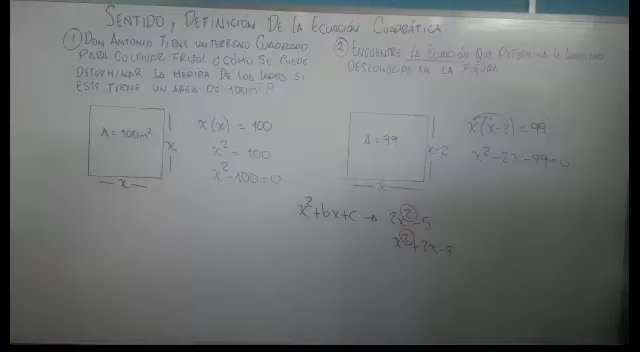 SENTIDO Y DEFINICIÓN DE LA ECUACIÓN CUADRÁTICA
① DON ANTONIO TIENE UN TERRENO CUADRADO
PARA CULTIVAR FRIJOL ¿CÓMO SE PUEDE
DETERMINAR LA MEDIDA DE LOS LADOS SI
ESTE TIENE UN ÁREA DE 100m²?
A = 100m²
x
x
x(x) = 100
x² = 100
x²-100=0
② ENCUENTRE LA ECUACIÓN QUE DETERMINA LA
DESCONOCIDA EN LA FIGURA
A = 99
x-2
x
x(x-2)=99
x²-2x-99=0
x²+bx+c → 2x²-5
x²+2x-3